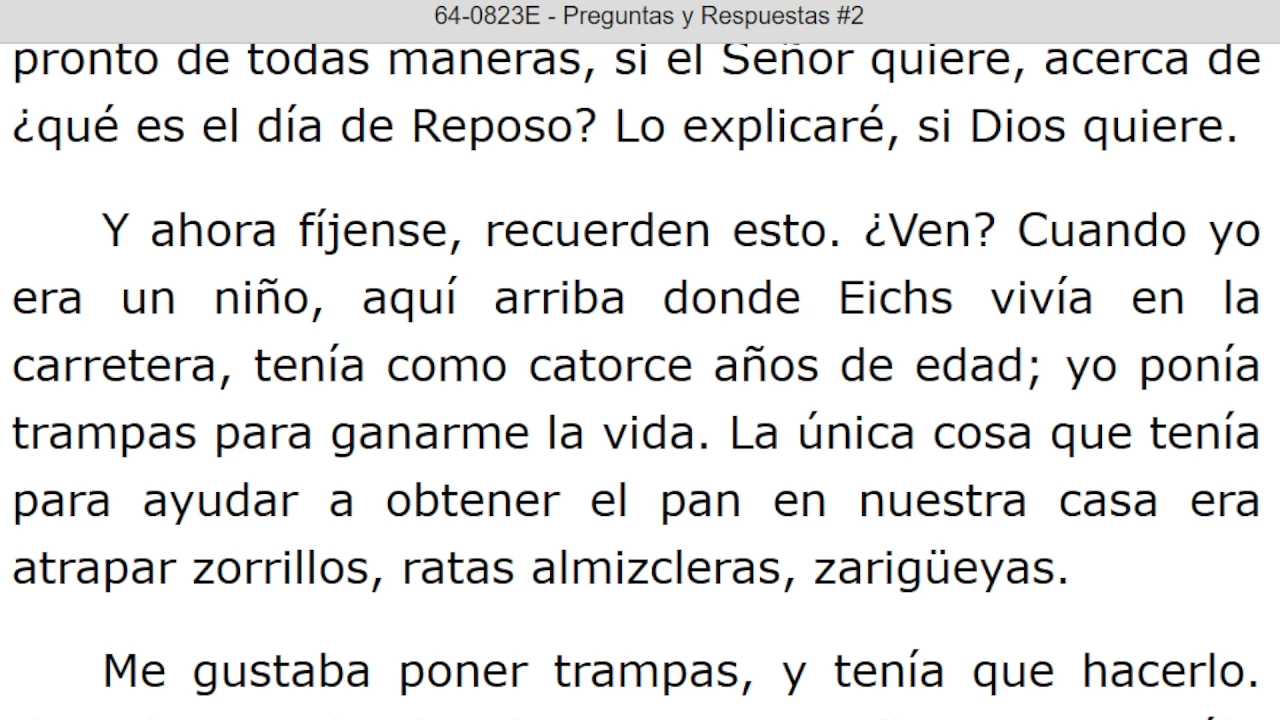 64-0823E - Preguntas y Respuestas #2
pronto de todas maneras, si el Señor quiere, acerca de
¿qué es el día de Reposo? Lo explicaré, si Dios quiere.
Y ahora fíjense, recuerden esto. ¿Ven? Cuando yo
era un niño, aquí arriba donde Eichs vivía en la
carretera, tenía como catorce años de edad; yo ponía
trampas para ganarme la vida. La única cosa que tenía
para ayudar a obtener el pan en nuestra casa era
atrapar zorrillos, ratas almizcleras, zarigüeyas.
Me gustaba poner trampas, y tenía que hacerlo.